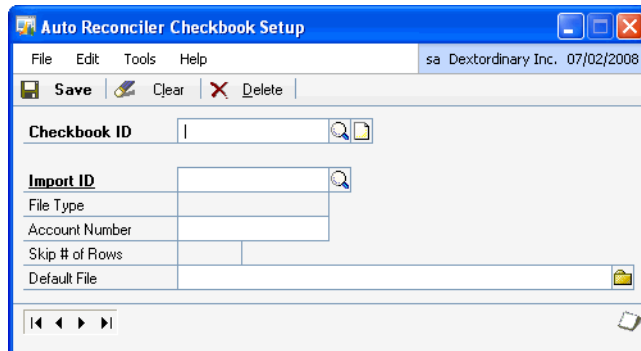 Auto Reconciler Checkbook Setup
File Edit Tools Help sa Dextordinary Inc. 07/02/2008
Save Clear Delete
Checkbook ID
Import ID
File Type
Account Number
Skip # of Rows
Default File